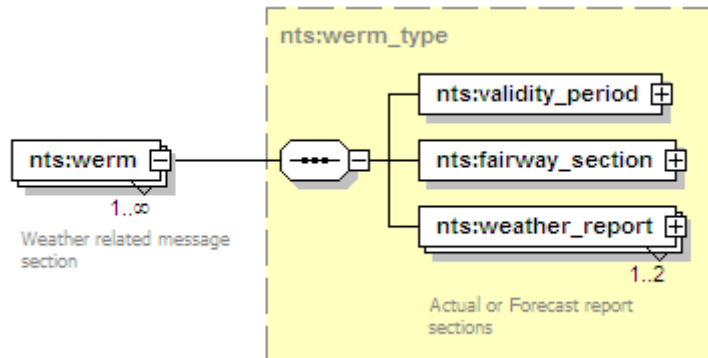 nts:werm_type
nts:validity_period
nts:werm
nts:fairway_section
1..∞
Weather related message
section
nts:weather_report
1..2
Actual or Forecast report
sections